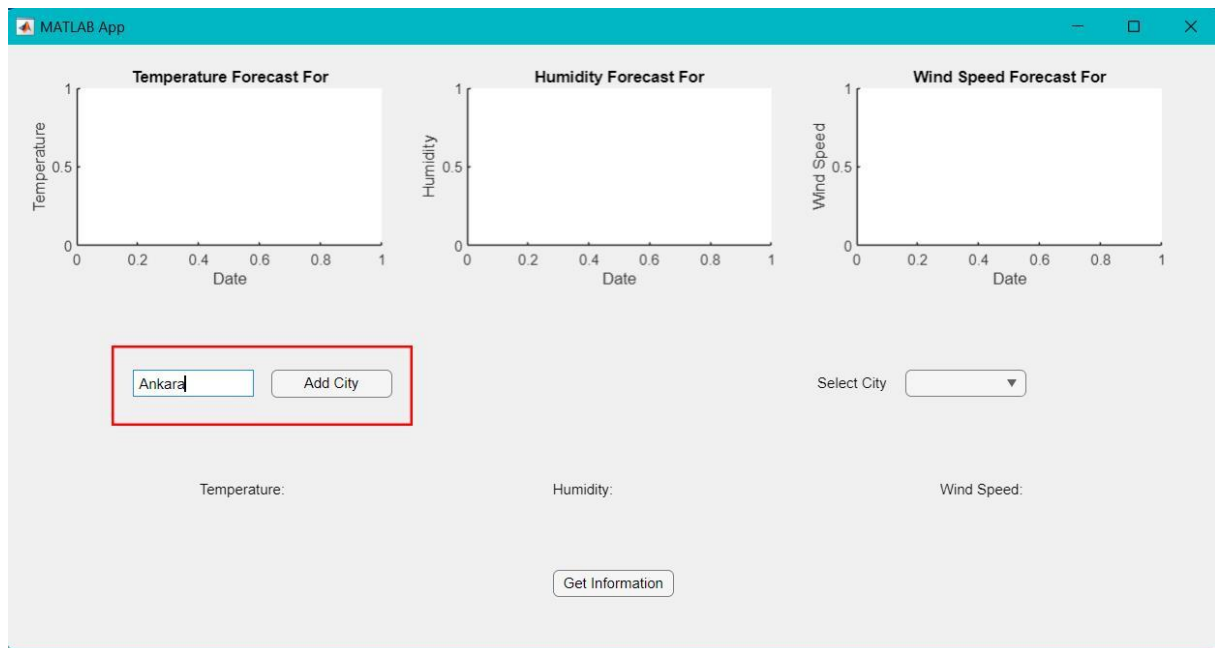 MATLAB App
Temperature Forecast For
1
0.5
0
Temperature
0 0.2 0.4 0.6 0.8 1
Date
Humidity Forecast For
1
0.5
0
Humidity
0 0.2 0.4 0.6 0.8 1
Date
Wind Speed Forecast For
1
0.5
0
Wind Speed
0 0.2 0.4 0.6 0.8 1
Date
Ankara Add City Select City
Temperature: Humidity: Wind Speed:
Get Information